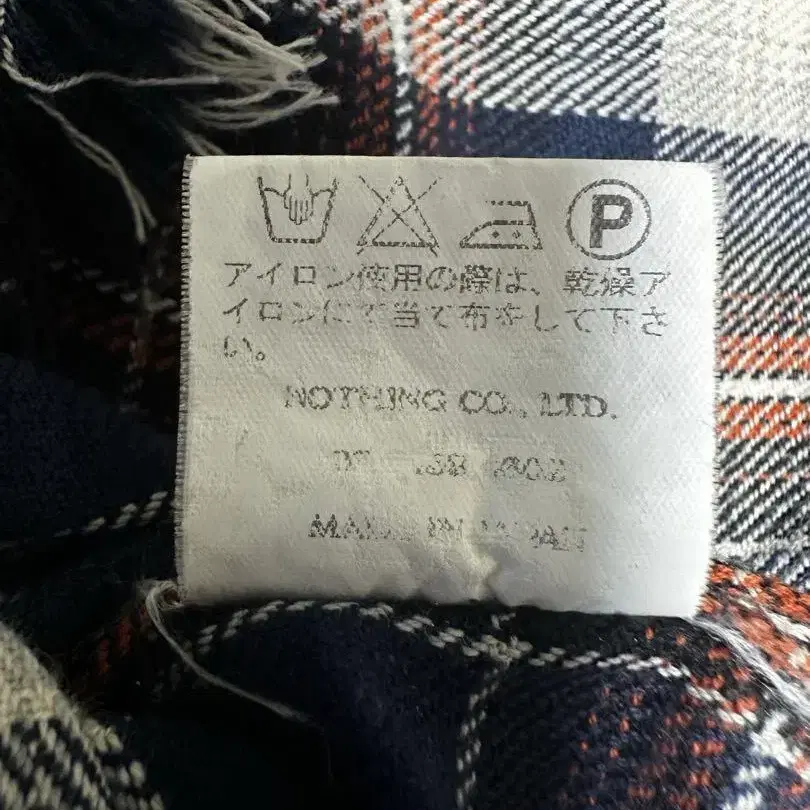 P
アイロン使用の際は、乾燥ア
イロンにて当て布をして下さ
い。
NOTHING CO., LTD.
MADE IN JAPAN